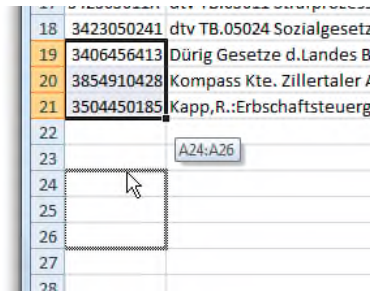 18 3423050241 dtv TB.05024 Sozialgesetz
19 3406456413 Dürig Gesetze d.Landes B
20 3854910428 Kompass Kte. Zillertaler A
21 3504450185 Kapp,R.:Erbschaftsteuerg
22
23 A24:A26
24
25
26
27
28